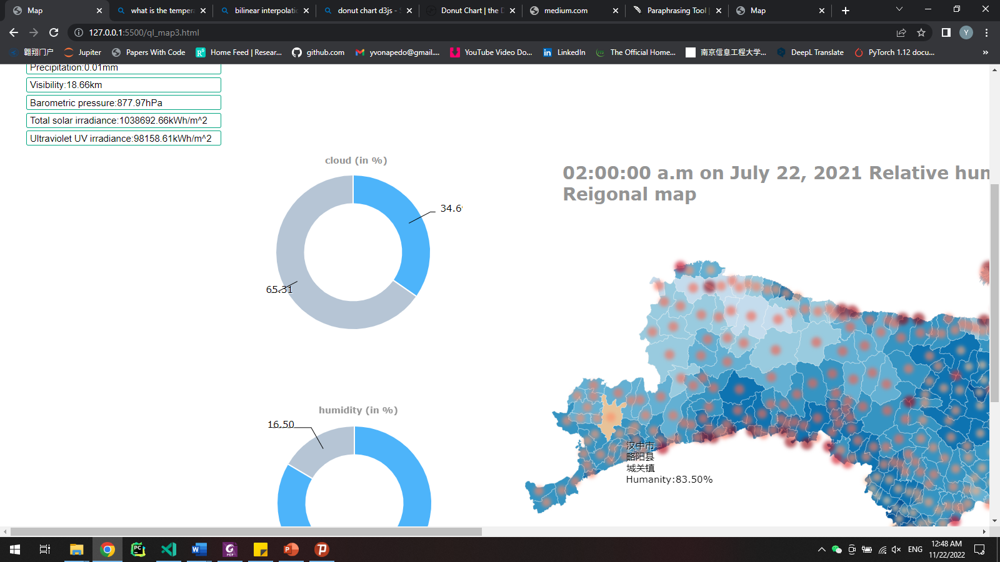 Map
what is the tempera
bilinear interpolatio
donut chart d3js - S
Donut Chart | the D
medium.com
Paraphrasing Tool |
Map
127.0.0.1:5500/ql_map3.html
Y
翱翔门户
Jupiter
Papers With Code
Home Feed | Resear...
github.com
yvonapedo@gmail....
YouTube Video Do...
LinkedIn
The Official Home...
南京信息工程大学...
DeepL Translate
PyTorch 1.12 docu...
»
Precipitation:0.01mm
Visibility:18.66km
Barometric pressure:877.97hPa
Total solar irradiance:1038692.66kWh/m^2
Ultraviolet UV irradiance:98158.61kWh/m^2
cloud (in %)
34.69
65.31
humidity (in %)
16.50
02:00:00 a.m on July 22, 2021 Relative hum
Reigonal map
汉中市
略阳县
城关镇
Humanity:83.50%
ENG
12:48 AM
11/22/2022